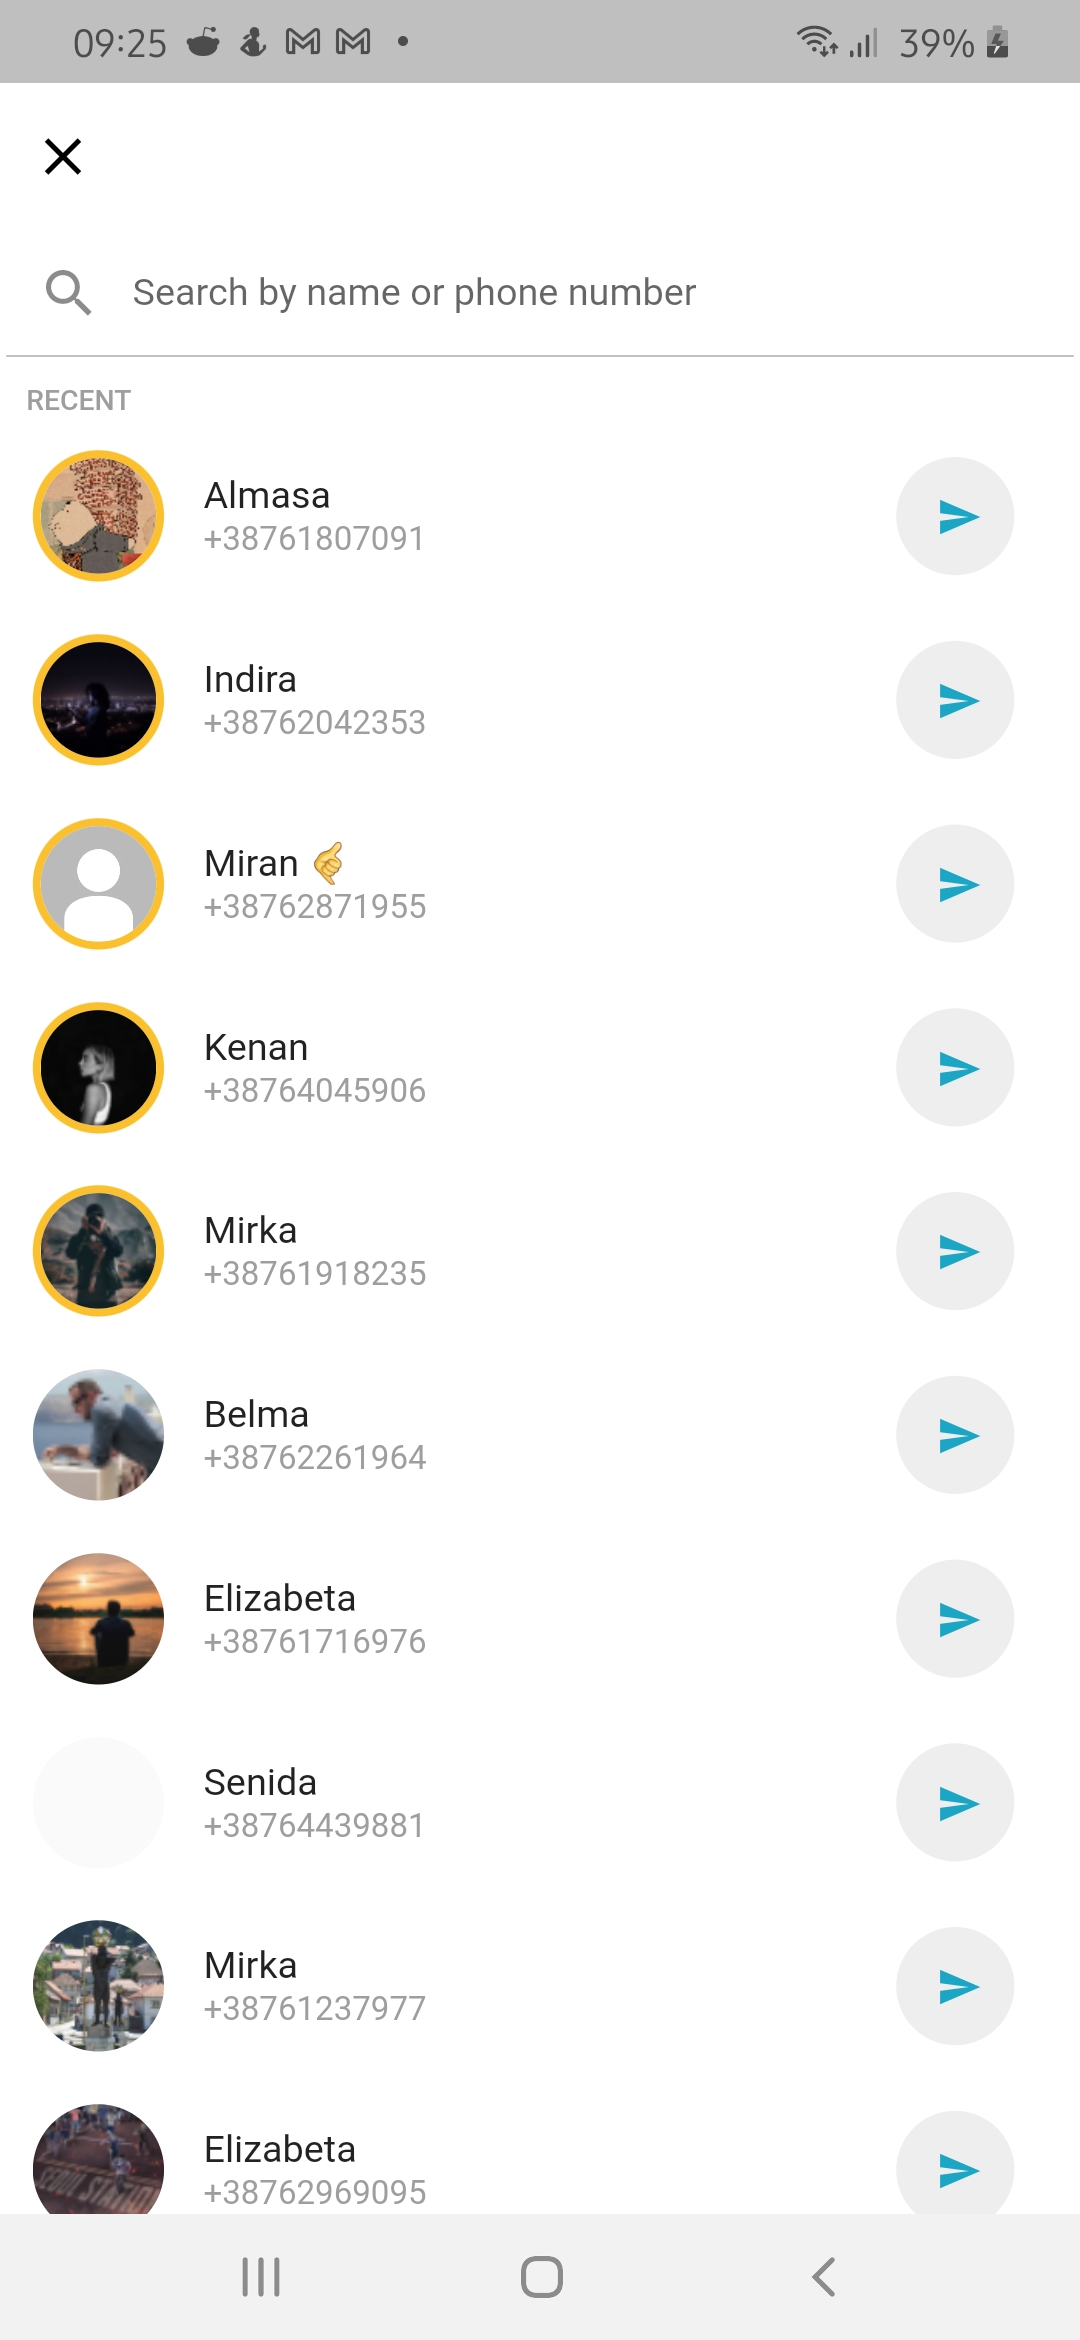 09:25
39%
Search by name or phone number
RECENT
Almasa
+38761807091
Indira
+38762042353
Miran 🤙
+38762871955
Kenan
+38764045906
Mirka
+38761918235
Belma
+38762261964
Elizabeta
+38761716976
Senida
+38764439881
Mirka
+38761237977
Elizabeta
+38762969095